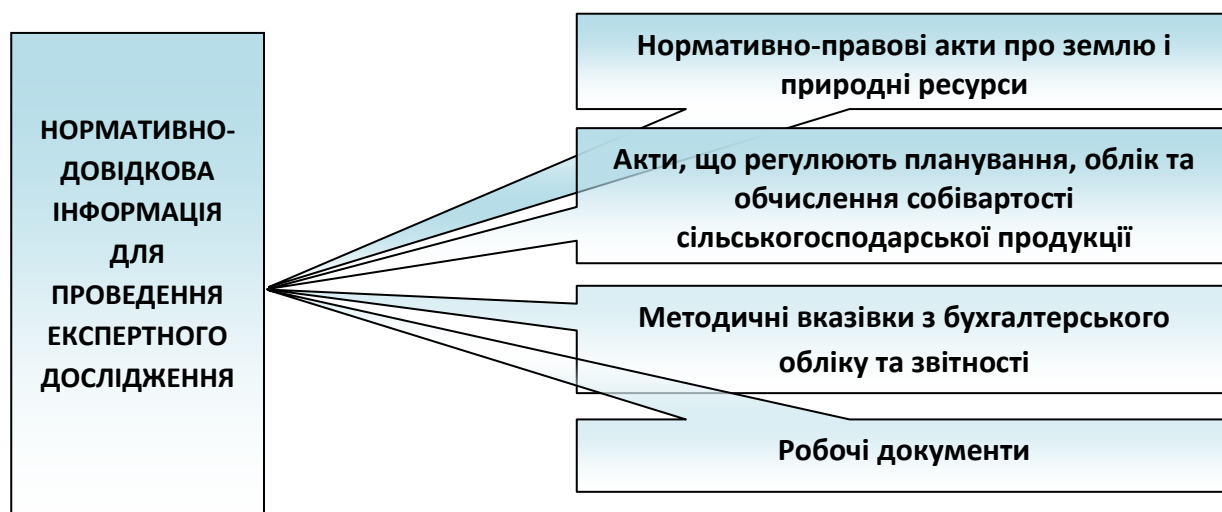 НОРМАТИВНО-
ДОВІДКОВА
ІНФОРМАЦІЯ
ДЛЯ
ПРОВЕДЕННЯ
ЕКСПЕРТНОГО
ДОСЛІДЖЕННЯ
Нормативно-правові акти про землю і
природні ресурси
Акти, що регулюють планування, облік та
обчислення собівартості
сільськогосподарської продукції
Методичні вказівки з бухгалтерського
обліку та звітності
Робочі документи